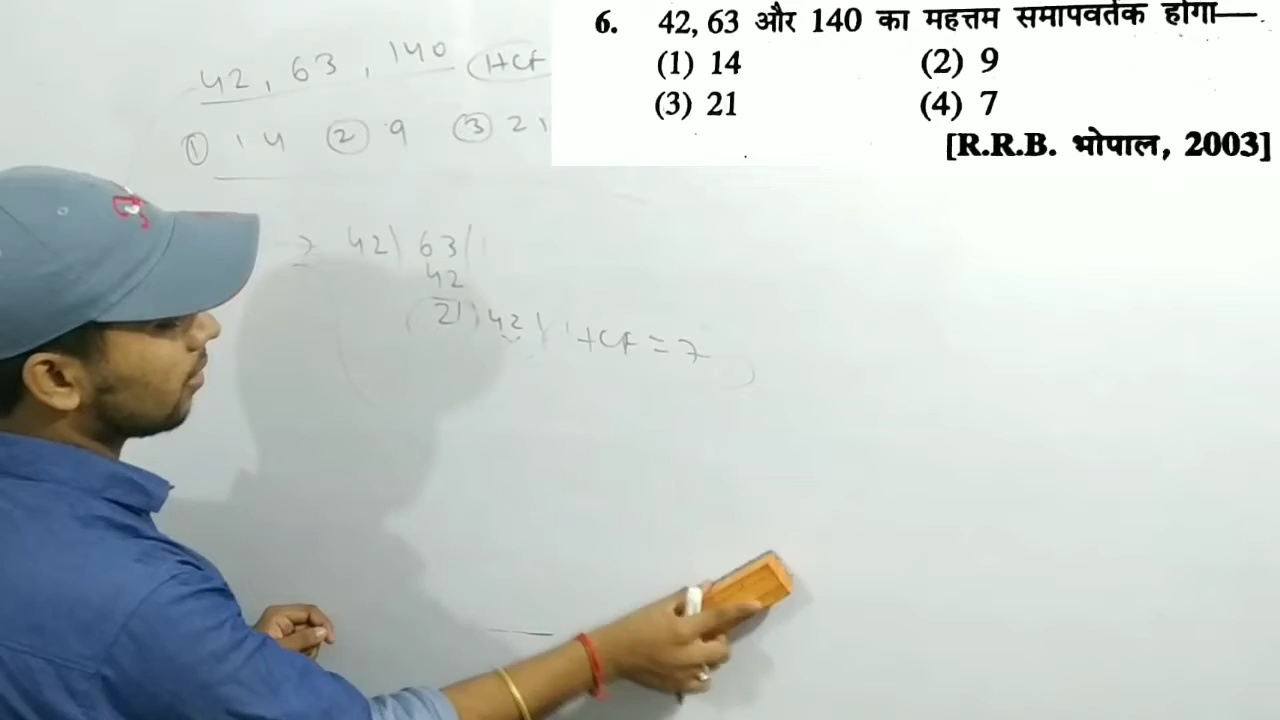 6. 42, 63 और 140 का महत्तम समापवर्तक होगा—
(1) 14 (2) 9
(3) 21 (4) 7
[R.R.B. भोपाल, 2003]
42, 63, 140 HCF
① 14 ② 9 ③ 21
42) 63 (
42
21) 42 ( HCF = 7